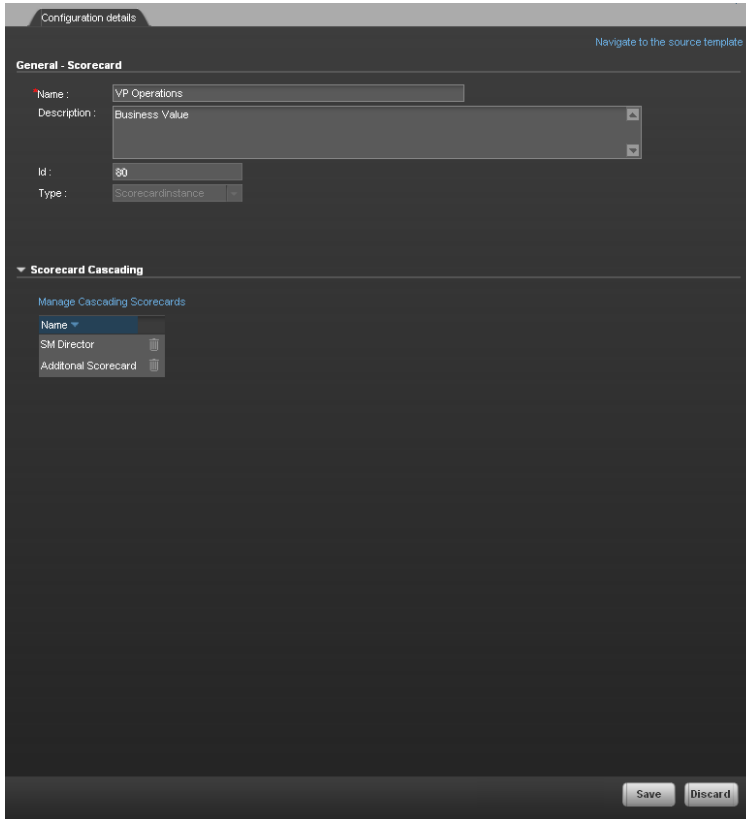 Configuration details
Navigate to the source template
General - Scorecard
*Name : VP Operations
Description : Business Value
Id : 80
Type : Scorecardinstance
Scorecard Cascading
Manage Cascading Scorecards
Name
SM Director
Additonal Scorecard
Save Discard